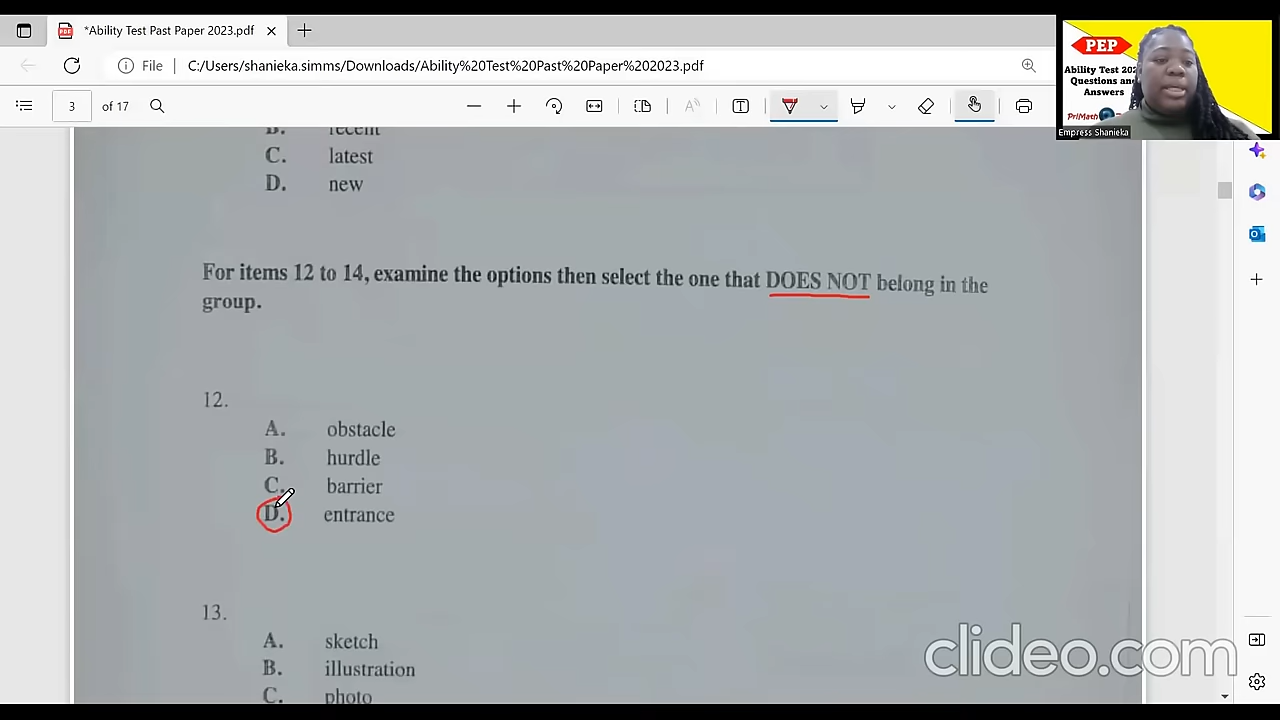 *Ability Test Past Paper 2023.pdf
File
C:/Users/shanieka.simms/Downloads/Ability%20Test%20Past%20Paper%202023.pdf
3 of 17
PEP
Ability Test
Questions
Answers
PriMath
Empress Shanieka
B. recent
C. latest
D. new
For items 12 to 14, examine the options then select the one that DOES NOT belong in the
group.
12.
A. obstacle
B. hurdle
C. barrier
D. entrance
13.
A. sketch
B. illustration
C. photo
clideo.com